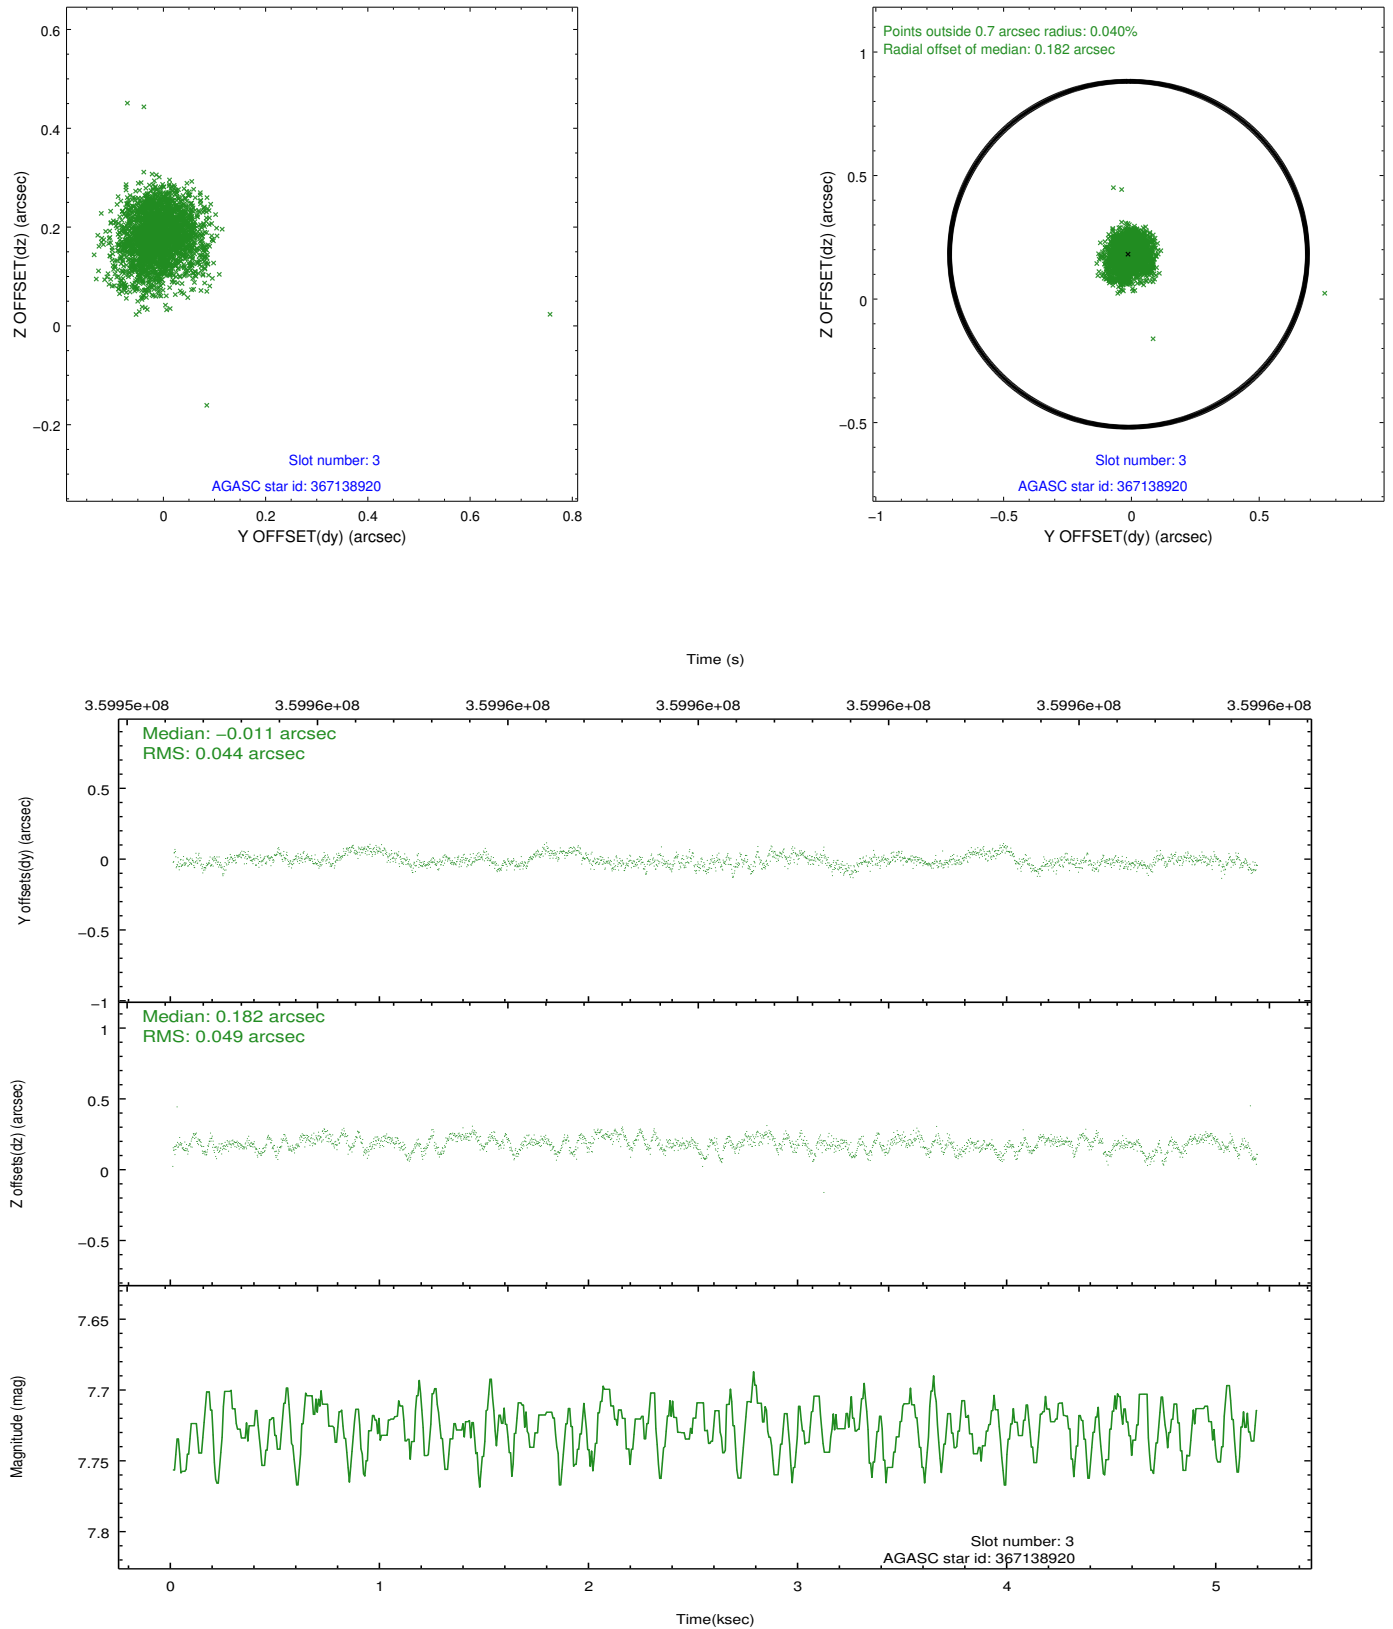 0.6
0.4
0.2
0
−0.2
Z OFFSET(dz) (arcsec)
Slot number: 3
AGASC star id: 367138920
0 0.2 0.4 0.6 0.8
Y OFFSET(dy) (arcsec)
Points outside 0.7 arcsec radius: 0.040%
Radial offset of median: 0.182 arcsec
1
0.5
0
−0.5
Z OFFSET(dz) (arcsec)
Slot number: 3
AGASC star id: 367138920
−1 −0.5 0 0.5
Y OFFSET(dy) (arcsec)
Time (s)
3.5995e+08 3.5996e+08 3.5996e+08 3.5996e+08 3.5996e+08 3.5996e+08 3.5996e+08
Median: −0.011 arcsec
RMS: 0.044 arcsec
0.5
0
−0.5
−1
Y offsets(dy) (arcsec)
Median: 0.182 arcsec
RMS: 0.049 arcsec
1
0.5
0
−0.5
Z offsets(dz) (arcsec)
7.65
7.7
7.75
7.8
Magnitude (mag)
Slot number: 3
AGASC star id: 367138920
0 1 2 3 4 5
Time(ksec)